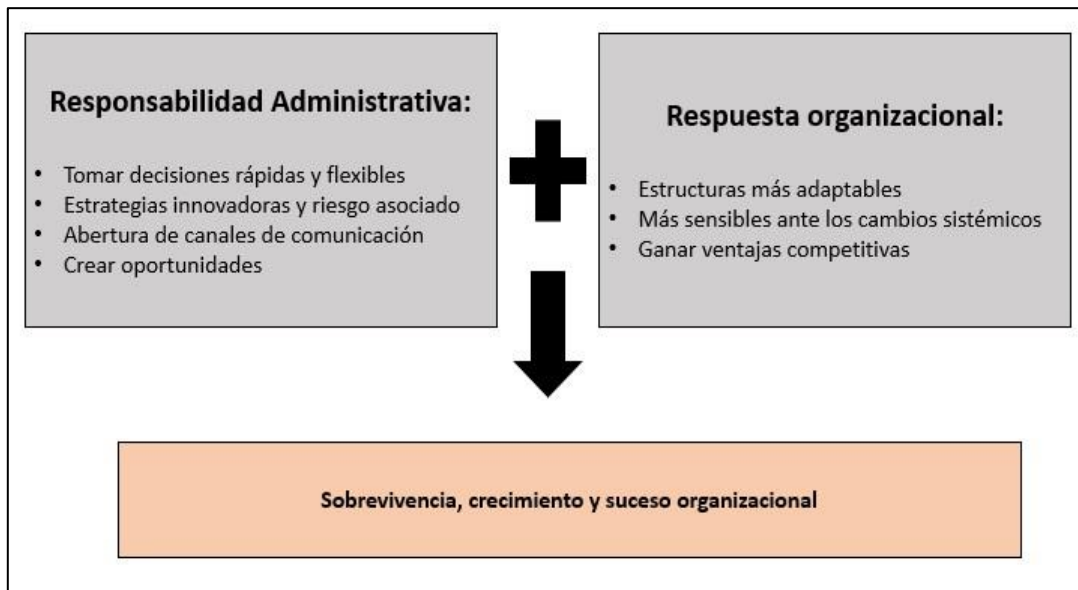 Responsabilidad Administrativa:
• Tomar decisiones rápidas y flexibles
• Estrategias innovadoras y riesgo asociado
• Abertura de canales de comunicación
• Crear oportunidades
Respuesta organizacional:
• Estructuras más adaptables
• Más sensibles ante los cambios sistémicos
• Ganar ventajas competitivas
Sobrevivencia, crecimiento y suceso organizacional